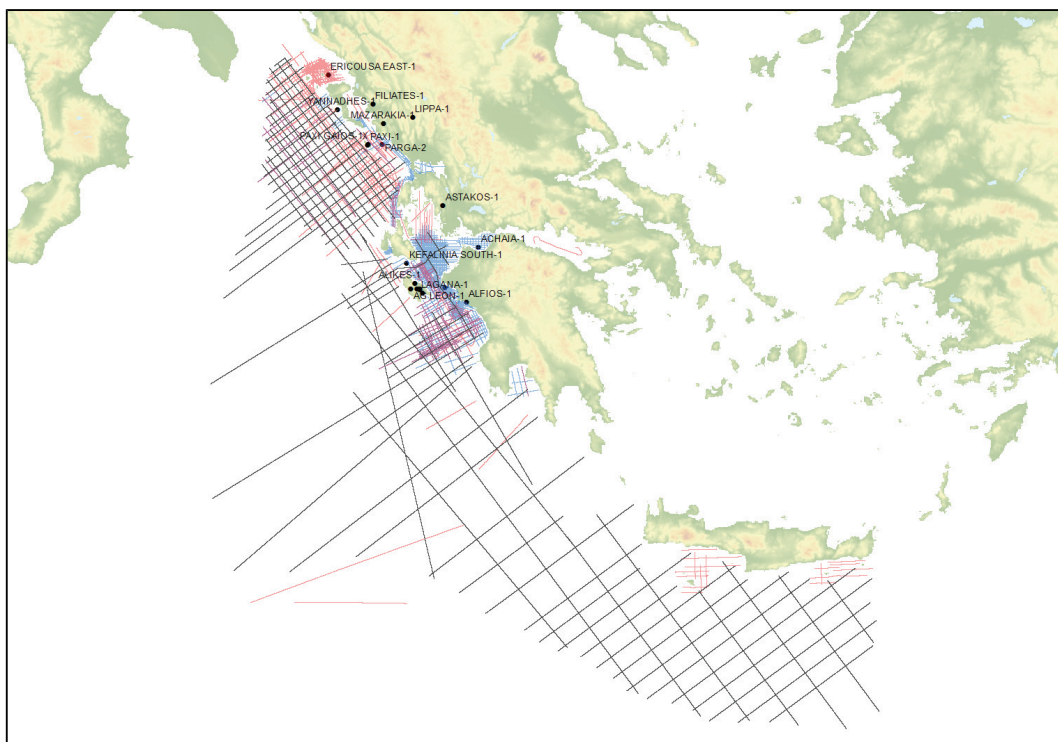 ERICOUSA EAST-1
FILIATES-1
YANNADHES-1
LIPPA-1
MAZARAKIA-1
PAXI-1
PARGA-2
ASTAKOS-1
ACHAIA-1
KEFALINIA SOUTH-1
ALIKES-1
LAGANA-1
AG LEON-1
ALFIOS-1